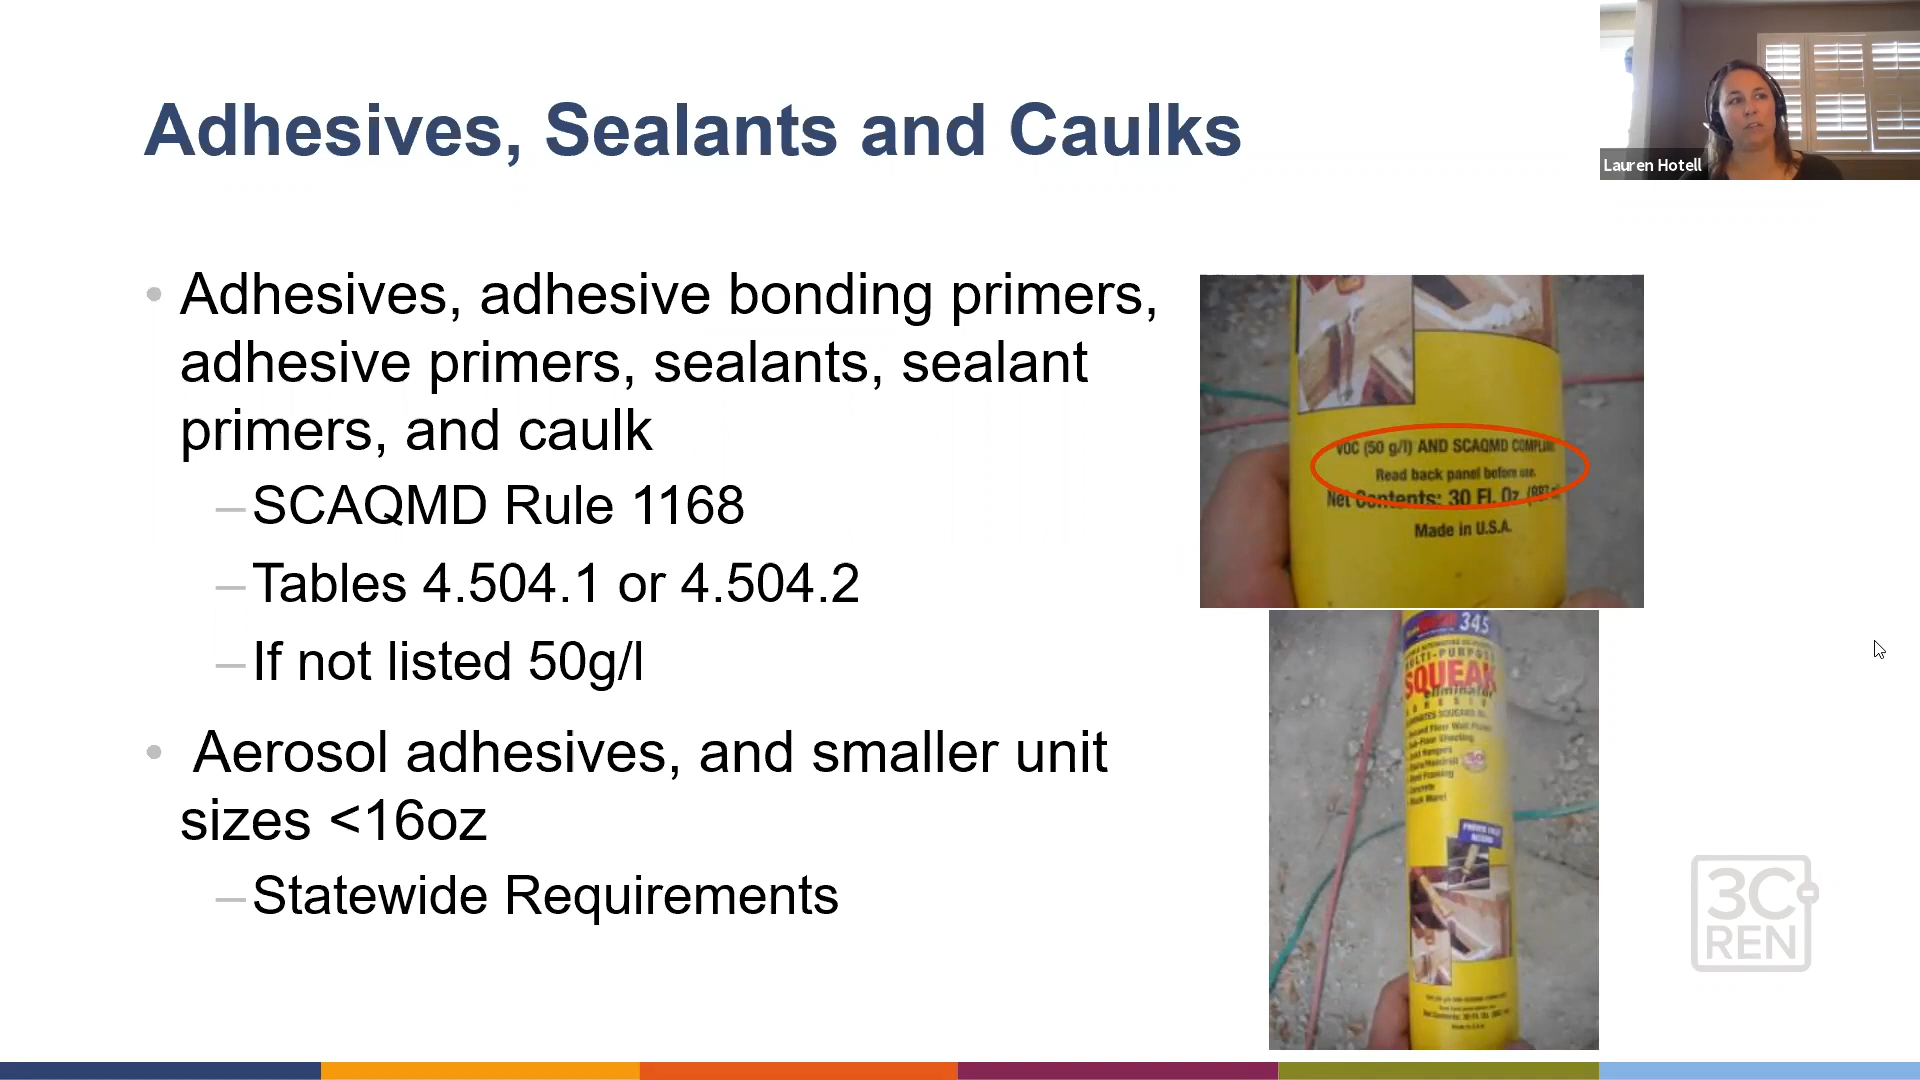 Adhesives, Sealants and Caulks
Lauren Hotell
• Adhesives, adhesive bonding primers,
adhesive primers, sealants, sealant
primers, and caulk
–SCAQMD Rule 1168
–Tables 4.504.1 or 4.504.2
–If not listed 50g/l
• Aerosol adhesives, and smaller unit
sizes <16oz
–Statewide Requirements
VOC (50 g/l) AND SCAQMD
Read back panel before use.
Net Contents: 30 Fl. Oz.
Made in U.S.A.
345
MULTI-PURPOSE
SQUEAK
eliminator
3C
REN